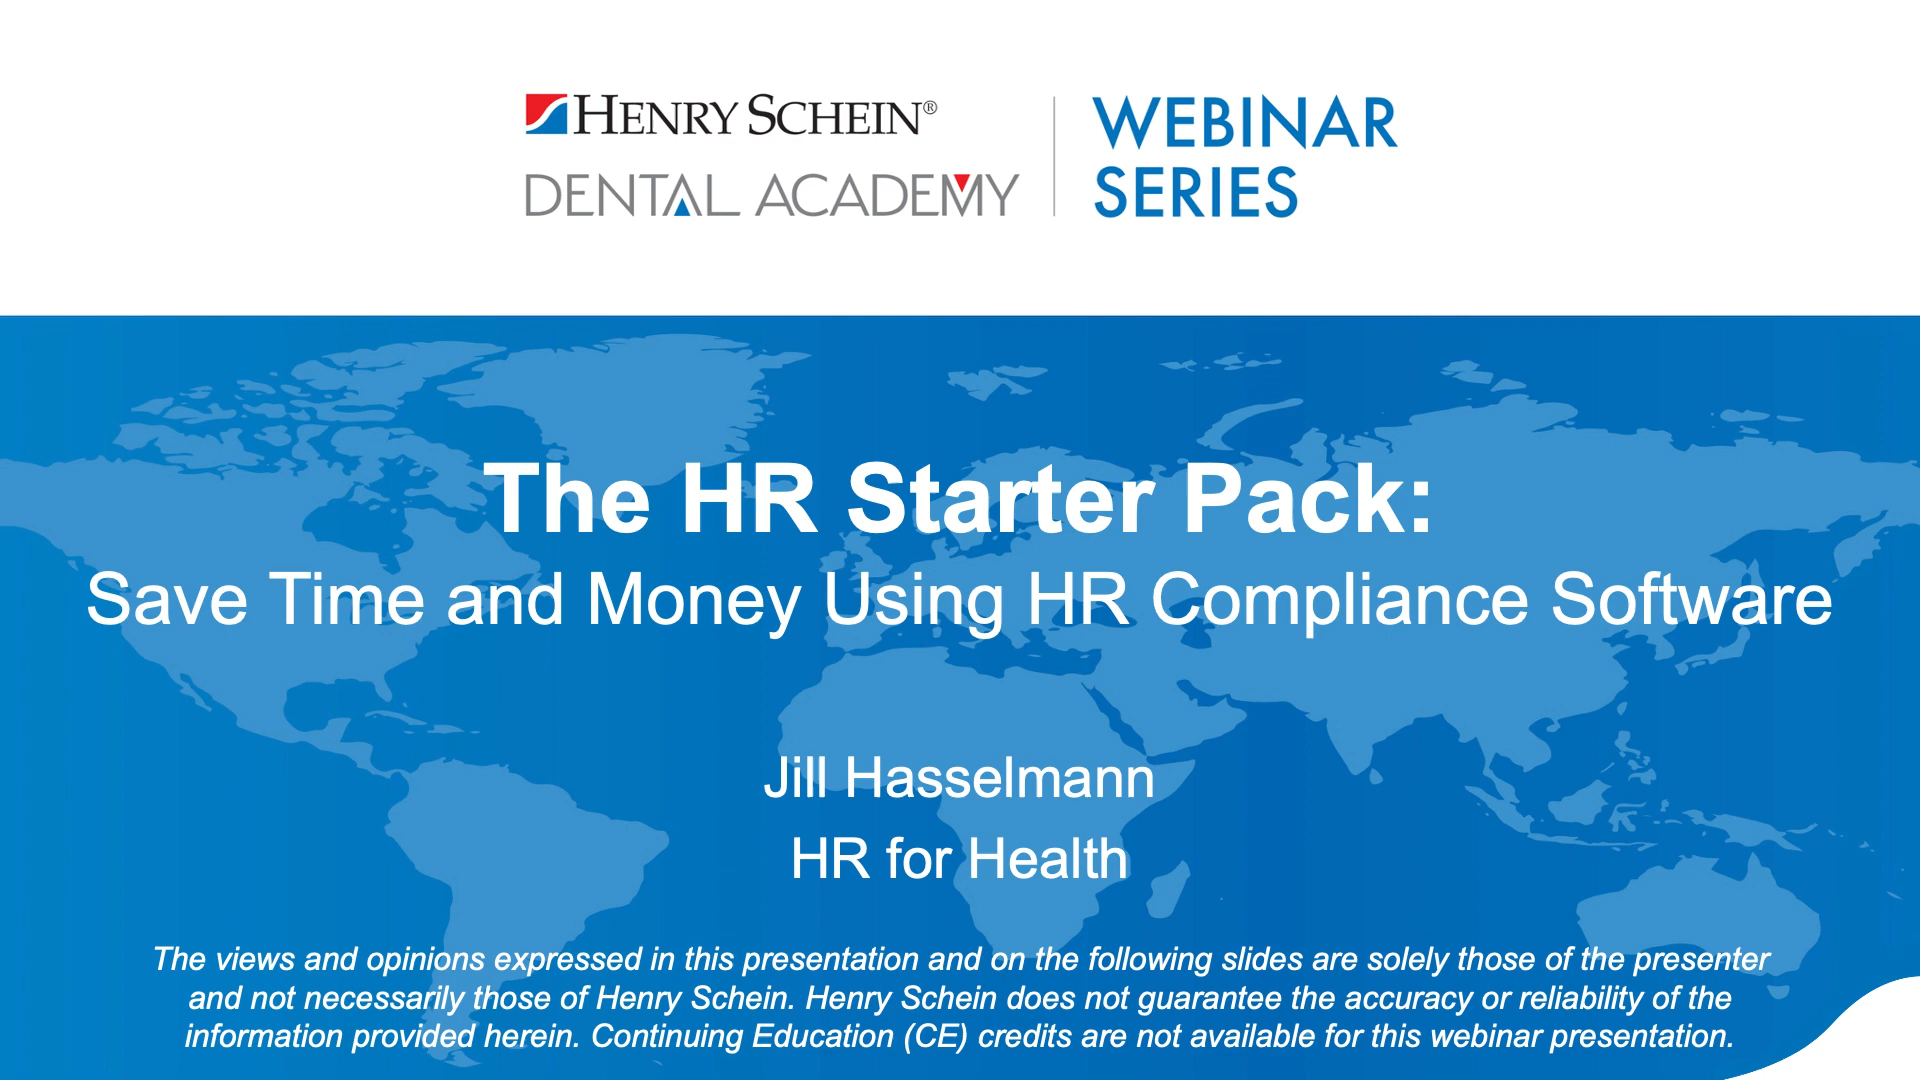 HENRY SCHEIN®
DENTAL ACADEMY
WEBINAR
SERIES
The HR Starter Pack:
Save Time and Money Using HR Compliance Software
Jill Hasselmann
HR for Health
The views and opinions expressed in this presentation and on the following slides are solely those of the presenter
and not necessarily those of Henry Schein. Henry Schein does not guarantee the accuracy or reliability of the
information provided herein. Continuing Education (CE) credits are not available for this webinar presentation.